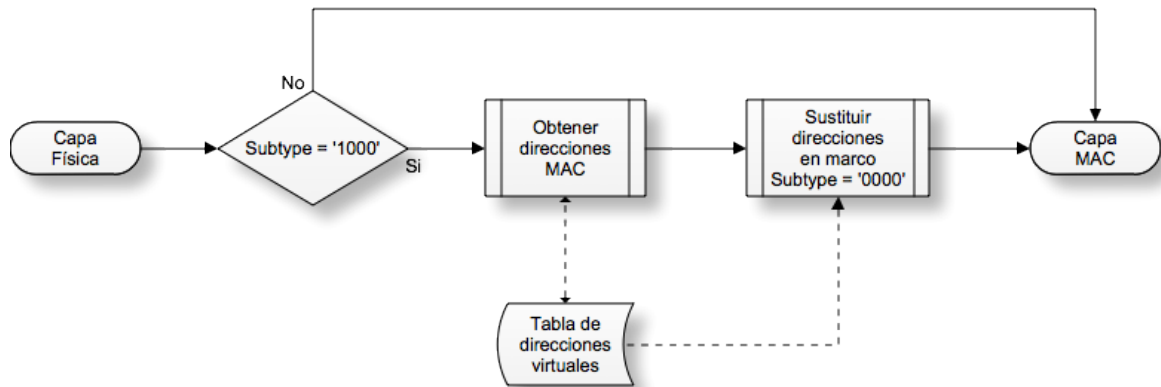 No
Capa
Física
Subtype = '1000'
Si
Obtener
direcciones
MAC
Sustituir
direcciones
en marco
Subtype = '0000'
Capa
MAC
Tabla de
direcciones
virtuales